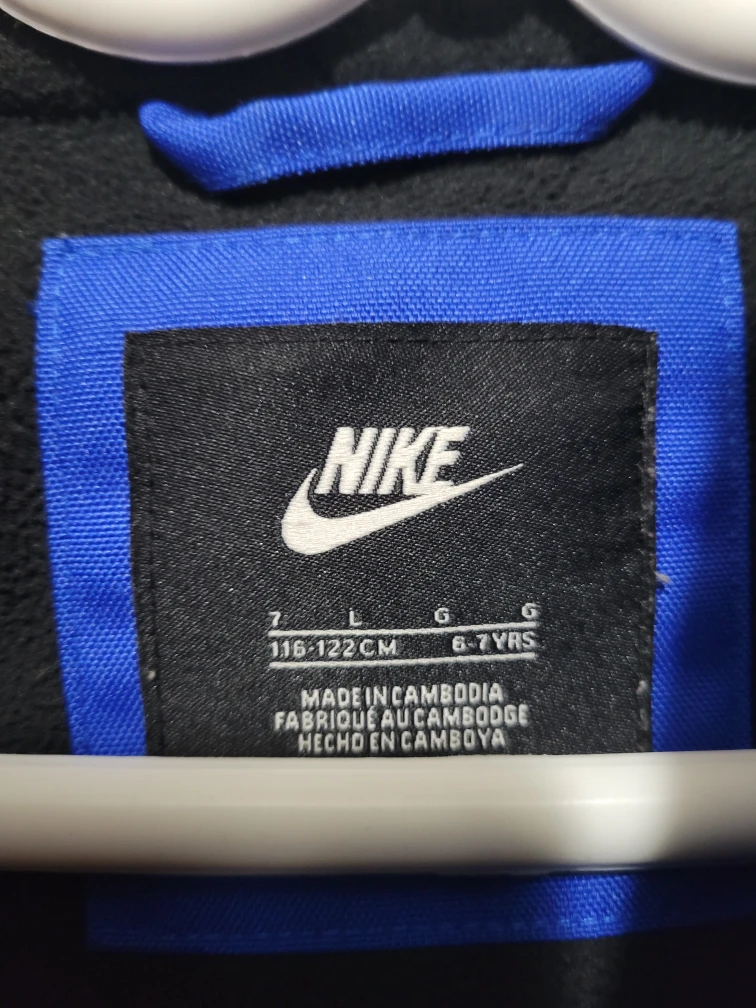 NIKE
7 L G G
116-122CM 6-7YRS
MADE IN CAMBODIA
FABRIQUÉ AU CAMBODGE
HECHO EN CAMBOYA